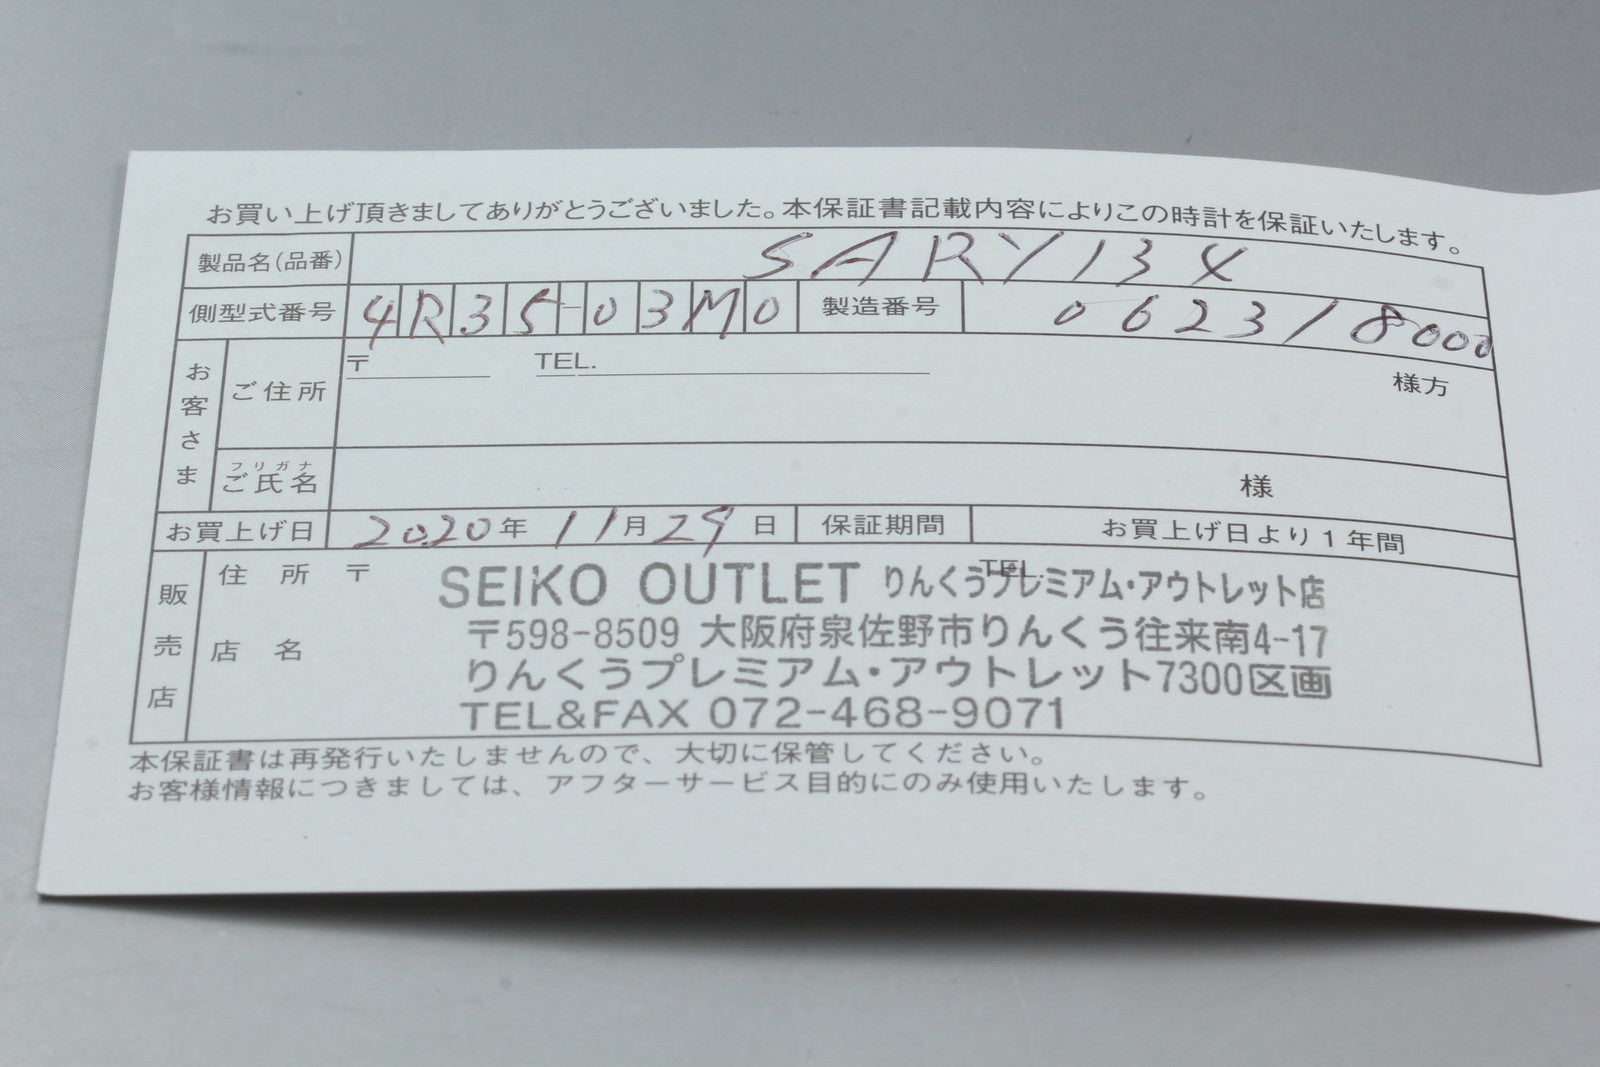 お買い上げ頂きましてありがとうございました。本保証書記載内容によりこの時計を保証いたします。
製品名(品番) SARY134
側型式番号 4R35-03M0 製造番号 062318000
お客さま
ご住所 〒 TEL. 様方
フリガナ
ご氏名 様
お買上げ日 2020年 11月29日 保証期間 お買上げ日より1年間
販売店
住所 〒 TEL.
店名
SEIKO OUTLET りんくうプレミアム・アウトレット店
〒598-8509 大阪府泉佐野市りんくう往来南4-17
りんくうプレミアム・アウトレット7300区画
TEL&FAX 072-468-9071
本保証書は再発行いたしませんので、大切に保管してください。
お客様情報につきましては、アフターサービス目的にのみ使用いたします。